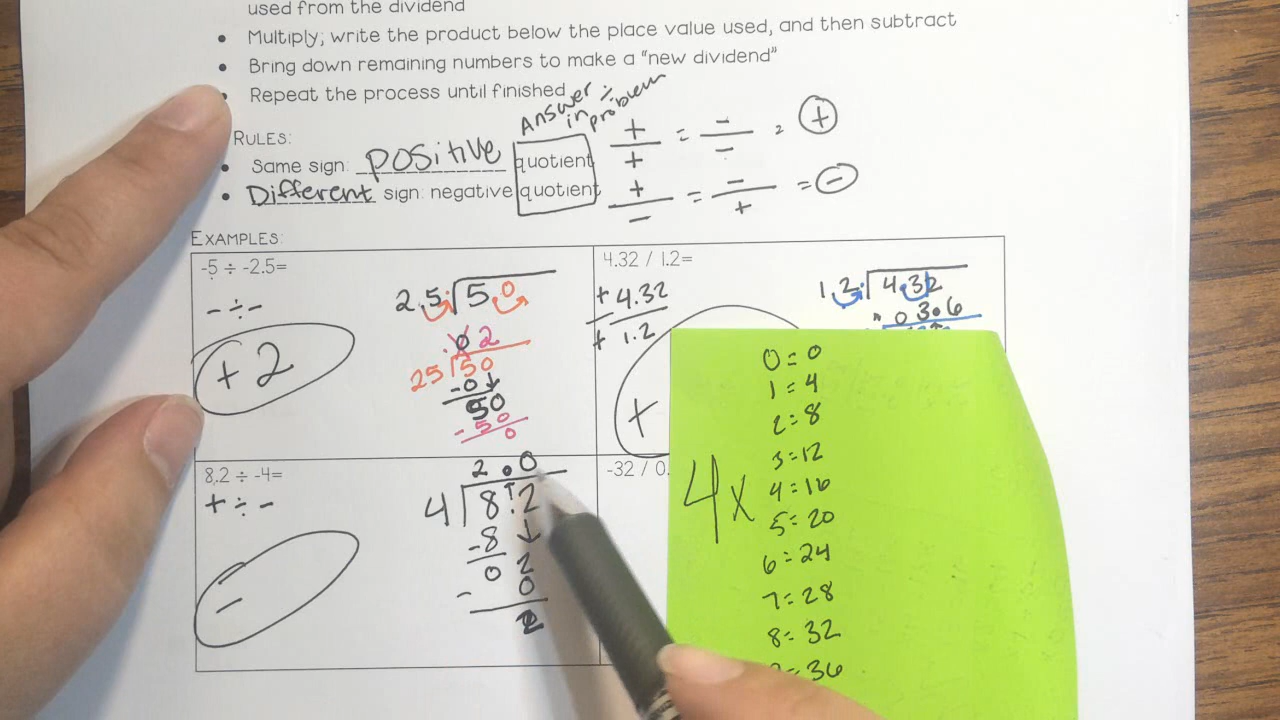 used from the dividend
• Multiply; write the product below the place value used, and then subtract
• Bring down remaining numbers to make a "new dividend"
• Repeat the process until finished
Answer in ÷ problem
RULES:
• Same sign: positive quotient + / + = - / - = +
• Different sign: negative quotient + / - = - / + = -
EXAMPLES:
-5 ÷ -2.5=
- ÷ -
+2
2.5 5.0
02
25 50
-0
50
-50
0
4.32 / 1.2=
+ 4.32
+ 1.2
+
1.2 4.32
03.6
8.2 ÷ -4=
+ ÷ -
-
2.0
4 8.2
-8
02
- 0
2
-32 / 0.
4x
0=0
1=4
2=8
3=12
4=16
5=20
6=24
7=28
8=32
=36